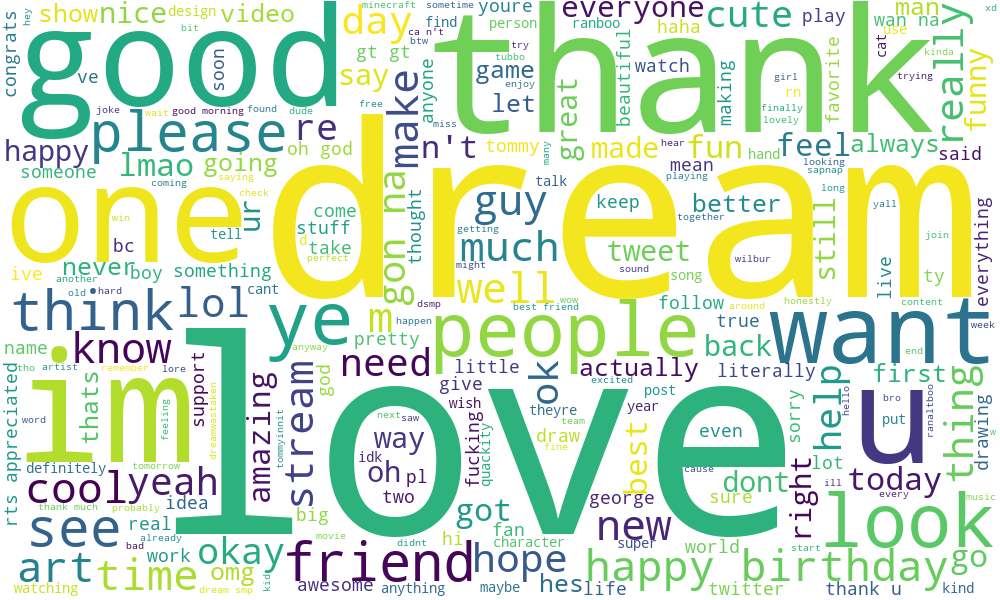 hey
show
nice
design
video
day
minecraft
sometime
youre
everyone
cute
play
man
xd
congrats
good
bit
ve
soon
say
gt gt
ca n't
btw
find
person
ranboo
haha
wan na
use
funny
thank
try
tubbo
enjoy
game
let
watch
beautiful
making
girl
finally
lovely
rn
favorite
cat
trying
kinda
really
joke
wait
good morning
found
dude
free
make
anyone
miss
great
many
please
re
happy
someone
lmao
coming
going
saying
oh god
n't
tommy
made
fun
hear
hand
feel
always
said
mean
playing
looking
sapnap
long
talk
check
one
win
ur
tell
bc
come
stuff
take
d
perfect
gon na
thought
dream
guy
much
getting
keep
better
together
tweet
yall
join
still
wilbur
everything
ive
never
boy
something
another
old
hard
cant
might
well
sound
song
live
ty
think
lol
ye
m
dsmp
happen
best friend
wow
follow
around
true
honestly
content
week
want
name
know
tho
artist
remember
lore
anyway
pretty
people
back
end
need
little
actually
literally
first
rts appreciated
im
thats
word
feeling
support
dreamwastaken
amazing
tommyinnit
stream
god
love
next
saw
way
idk
oh
pl
two
give
wish
fucking
quackity
excited
ok
theyre
team
draw
fine
post
year
best
even
cause
sorry
help
hello
u
bro
put
ranaltboo
thing
drawing
w
definitely
tomorrow
cool
yeah
thank much
probably
idea
see
real
already
bad
work
big
movie
didnt
got
hi
fan
character
george
new
super
sure
dont
lot
right
ill
every
today
music
look
start
world
art
time
okay
omg
watching
dream smp
kid
friend
awesome
anything
hope
maybe
hes
life
happy birthday
twitter
thank u
go
kind